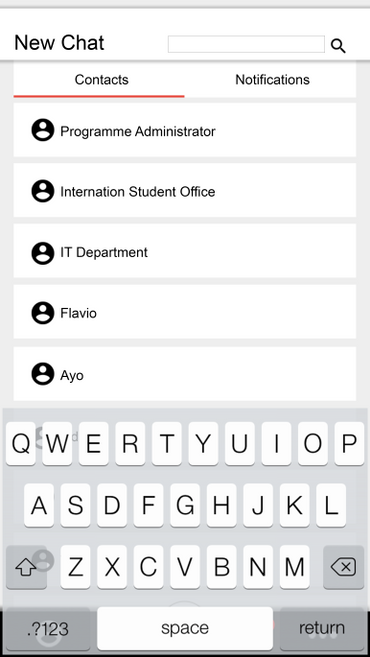 New Chat
Contacts Notifications
Programme Administrator
Internation Student Office
IT Department
Flavio
Ayo
Q W E R T Y U I O P
A S D F G H J K L
Z X C V B N M
.?123 space return